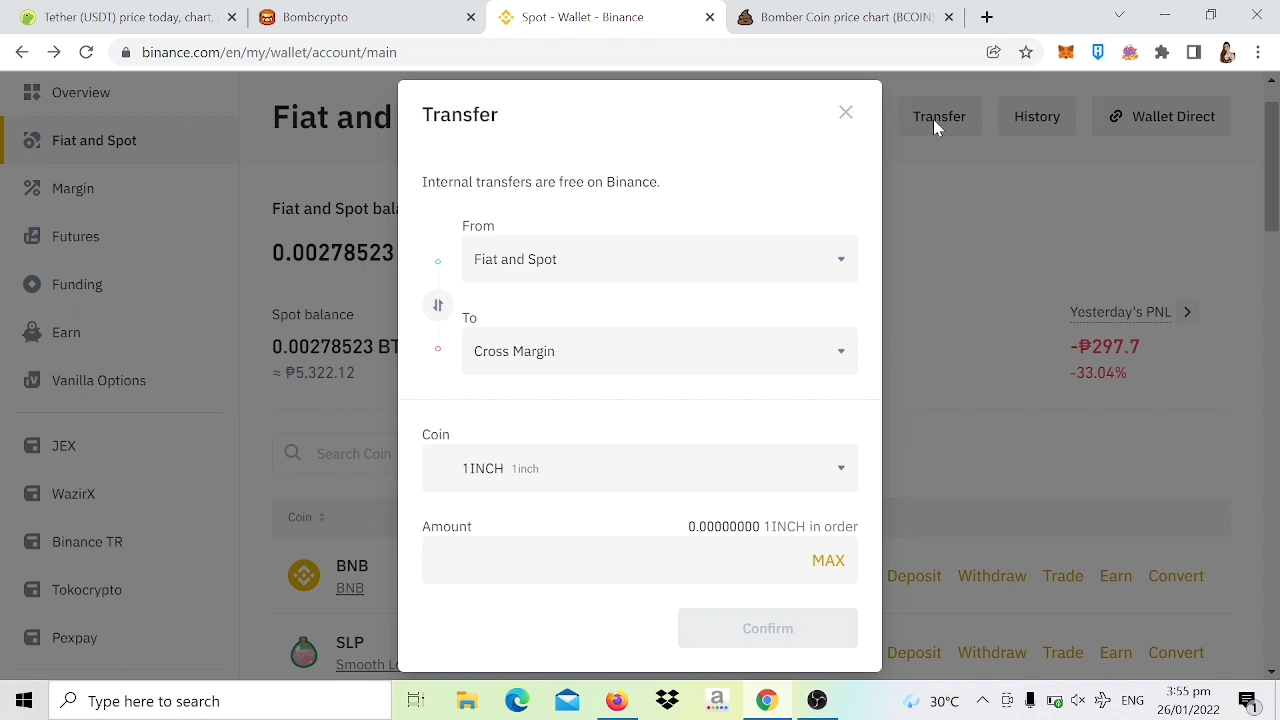 Tether (USDT) price today, chart,
Bombcrypto
Spot - Wallet - Binance
Bomber Coin price chart (BCOIN)
binance.com/en/my/wallet/account/main
Overview
Fiat and Spot
Margin
Futures
Funding
Earn
Vanilla Options
JEX
WazirX
Binance TR
Tokocrypto
Pexpay
Fiat and
Transfer
History
Wallet Direct
Fiat and Spot bal
0.00278523
Spot balance
0.00278523 BT
≈ ₱5,322.12
Yesterday's PNL
-₱297.7
-33.04%
Search Coin
Coin
BNB
BNB
Deposit Withdraw Trade Earn Convert
SLP
Smooth Lo
Deposit Withdraw Trade Earn Convert
Transfer
Internal transfers are free on Binance.
From
Fiat and Spot
To
Cross Margin
Coin
1INCH 1inch
Amount 0.00000000 1INCH in order
MAX
Confirm
Type here to search
a
30°C
ENG
3:55 pm
26/01/2022
1